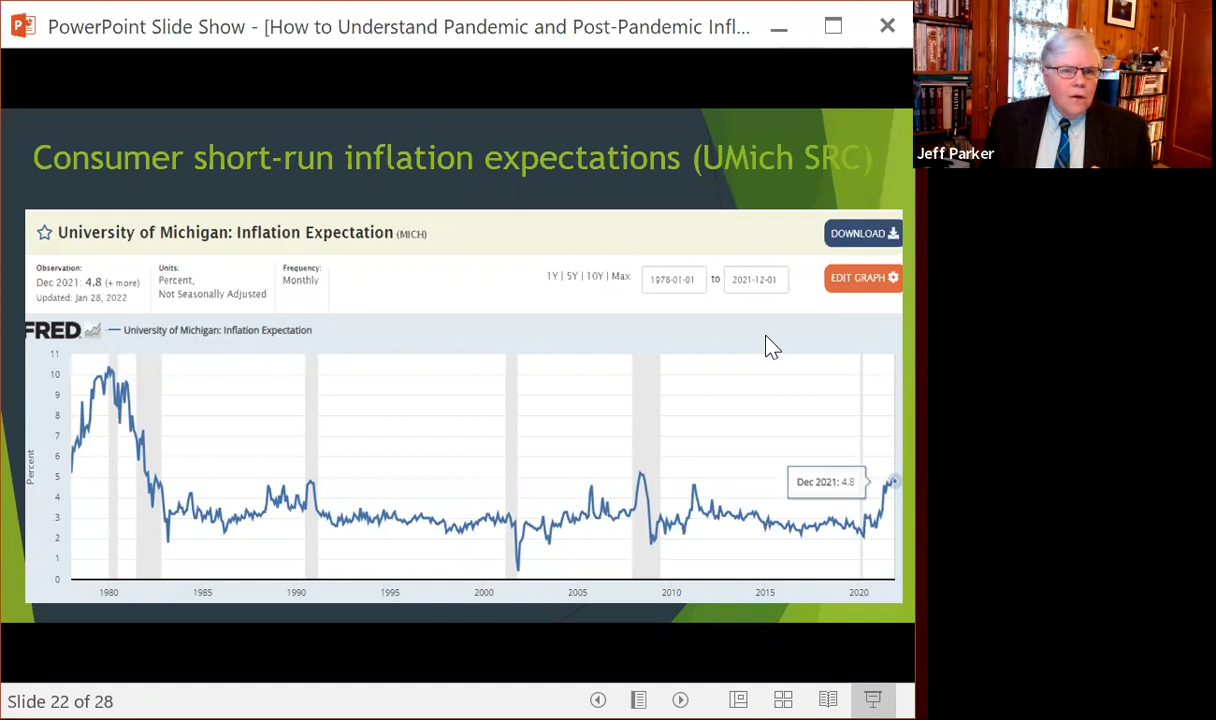 PowerPoint Slide Show - [How to Understand Pandemic and Post-Pandemic Infl...
Jeff Parker
Consumer short-run inflation expectations (UMich SRC)
University of Michigan: Inflation Expectation (MICH)
DOWNLOAD
Observation:
Dec 2021: 4.8 (+ more)
Updated: Jan 28, 2022
Units:
Percent,
Not Seasonally Adjusted
Frequency:
Monthly
1Y | 5Y | 10Y | Max
1978-01-01 to 2021-12-01
EDIT GRAPH
FRED
University of Michigan: Inflation Expectation
11
10
9
8
7
6
5
4
3
2
1
0
Percent
Dec 2021: 4.8
1980 1985 1990 1995 2000 2005 2010 2015 2020
Slide 22 of 28